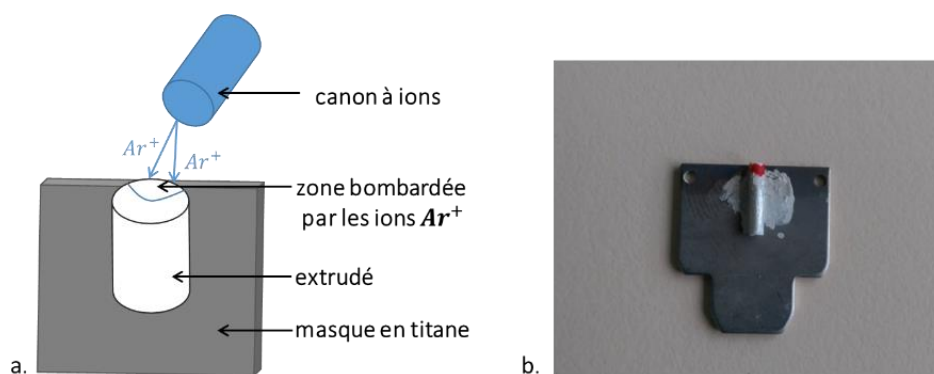 canon à ions
Ar⁺
Ar⁺
zone bombardée
par les ions Ar⁺
extrudé
masque en titane
a.
b.